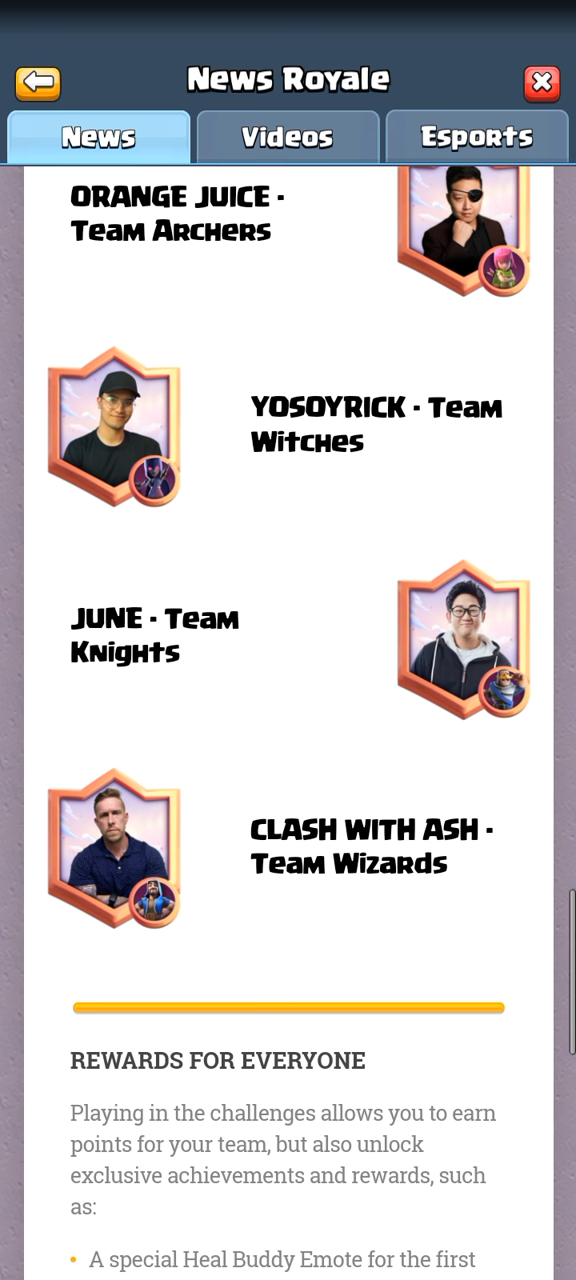 News Royale
News
Videos
Esports
ORANGE JUICE -
Team Archers
YOSOYRICK - Team
Witches
JUNE - Team
Knights
CLASH WITH ASH -
Team Wizards
REWARDS FOR EVERYONE
Playing in the challenges allows you to earn
points for your team, but also unlock
exclusive achievements and rewards, such
as:
• A special Heal Buddy Emote for the first